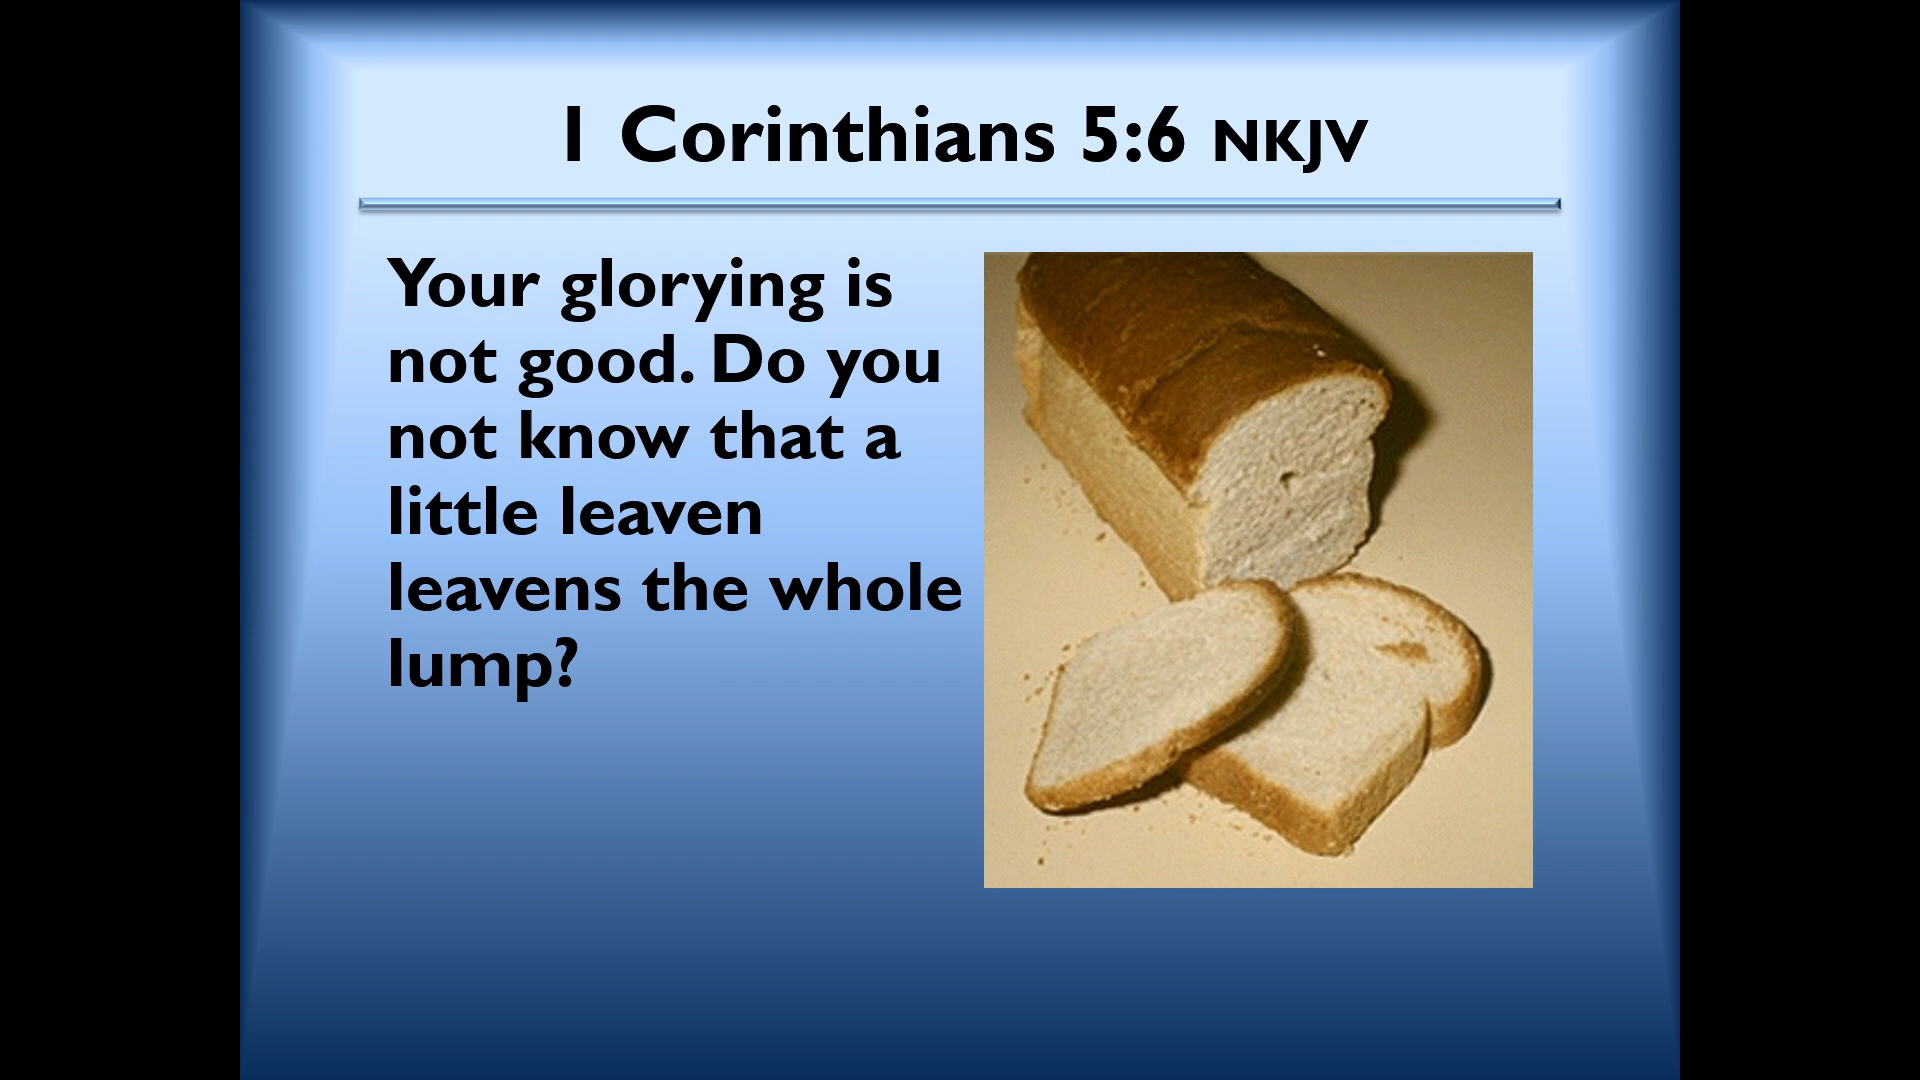 1 Corinthians 5:6 NKJV
Your glorying is
not good. Do you
not know that a
little leaven
leavens the whole
lump?